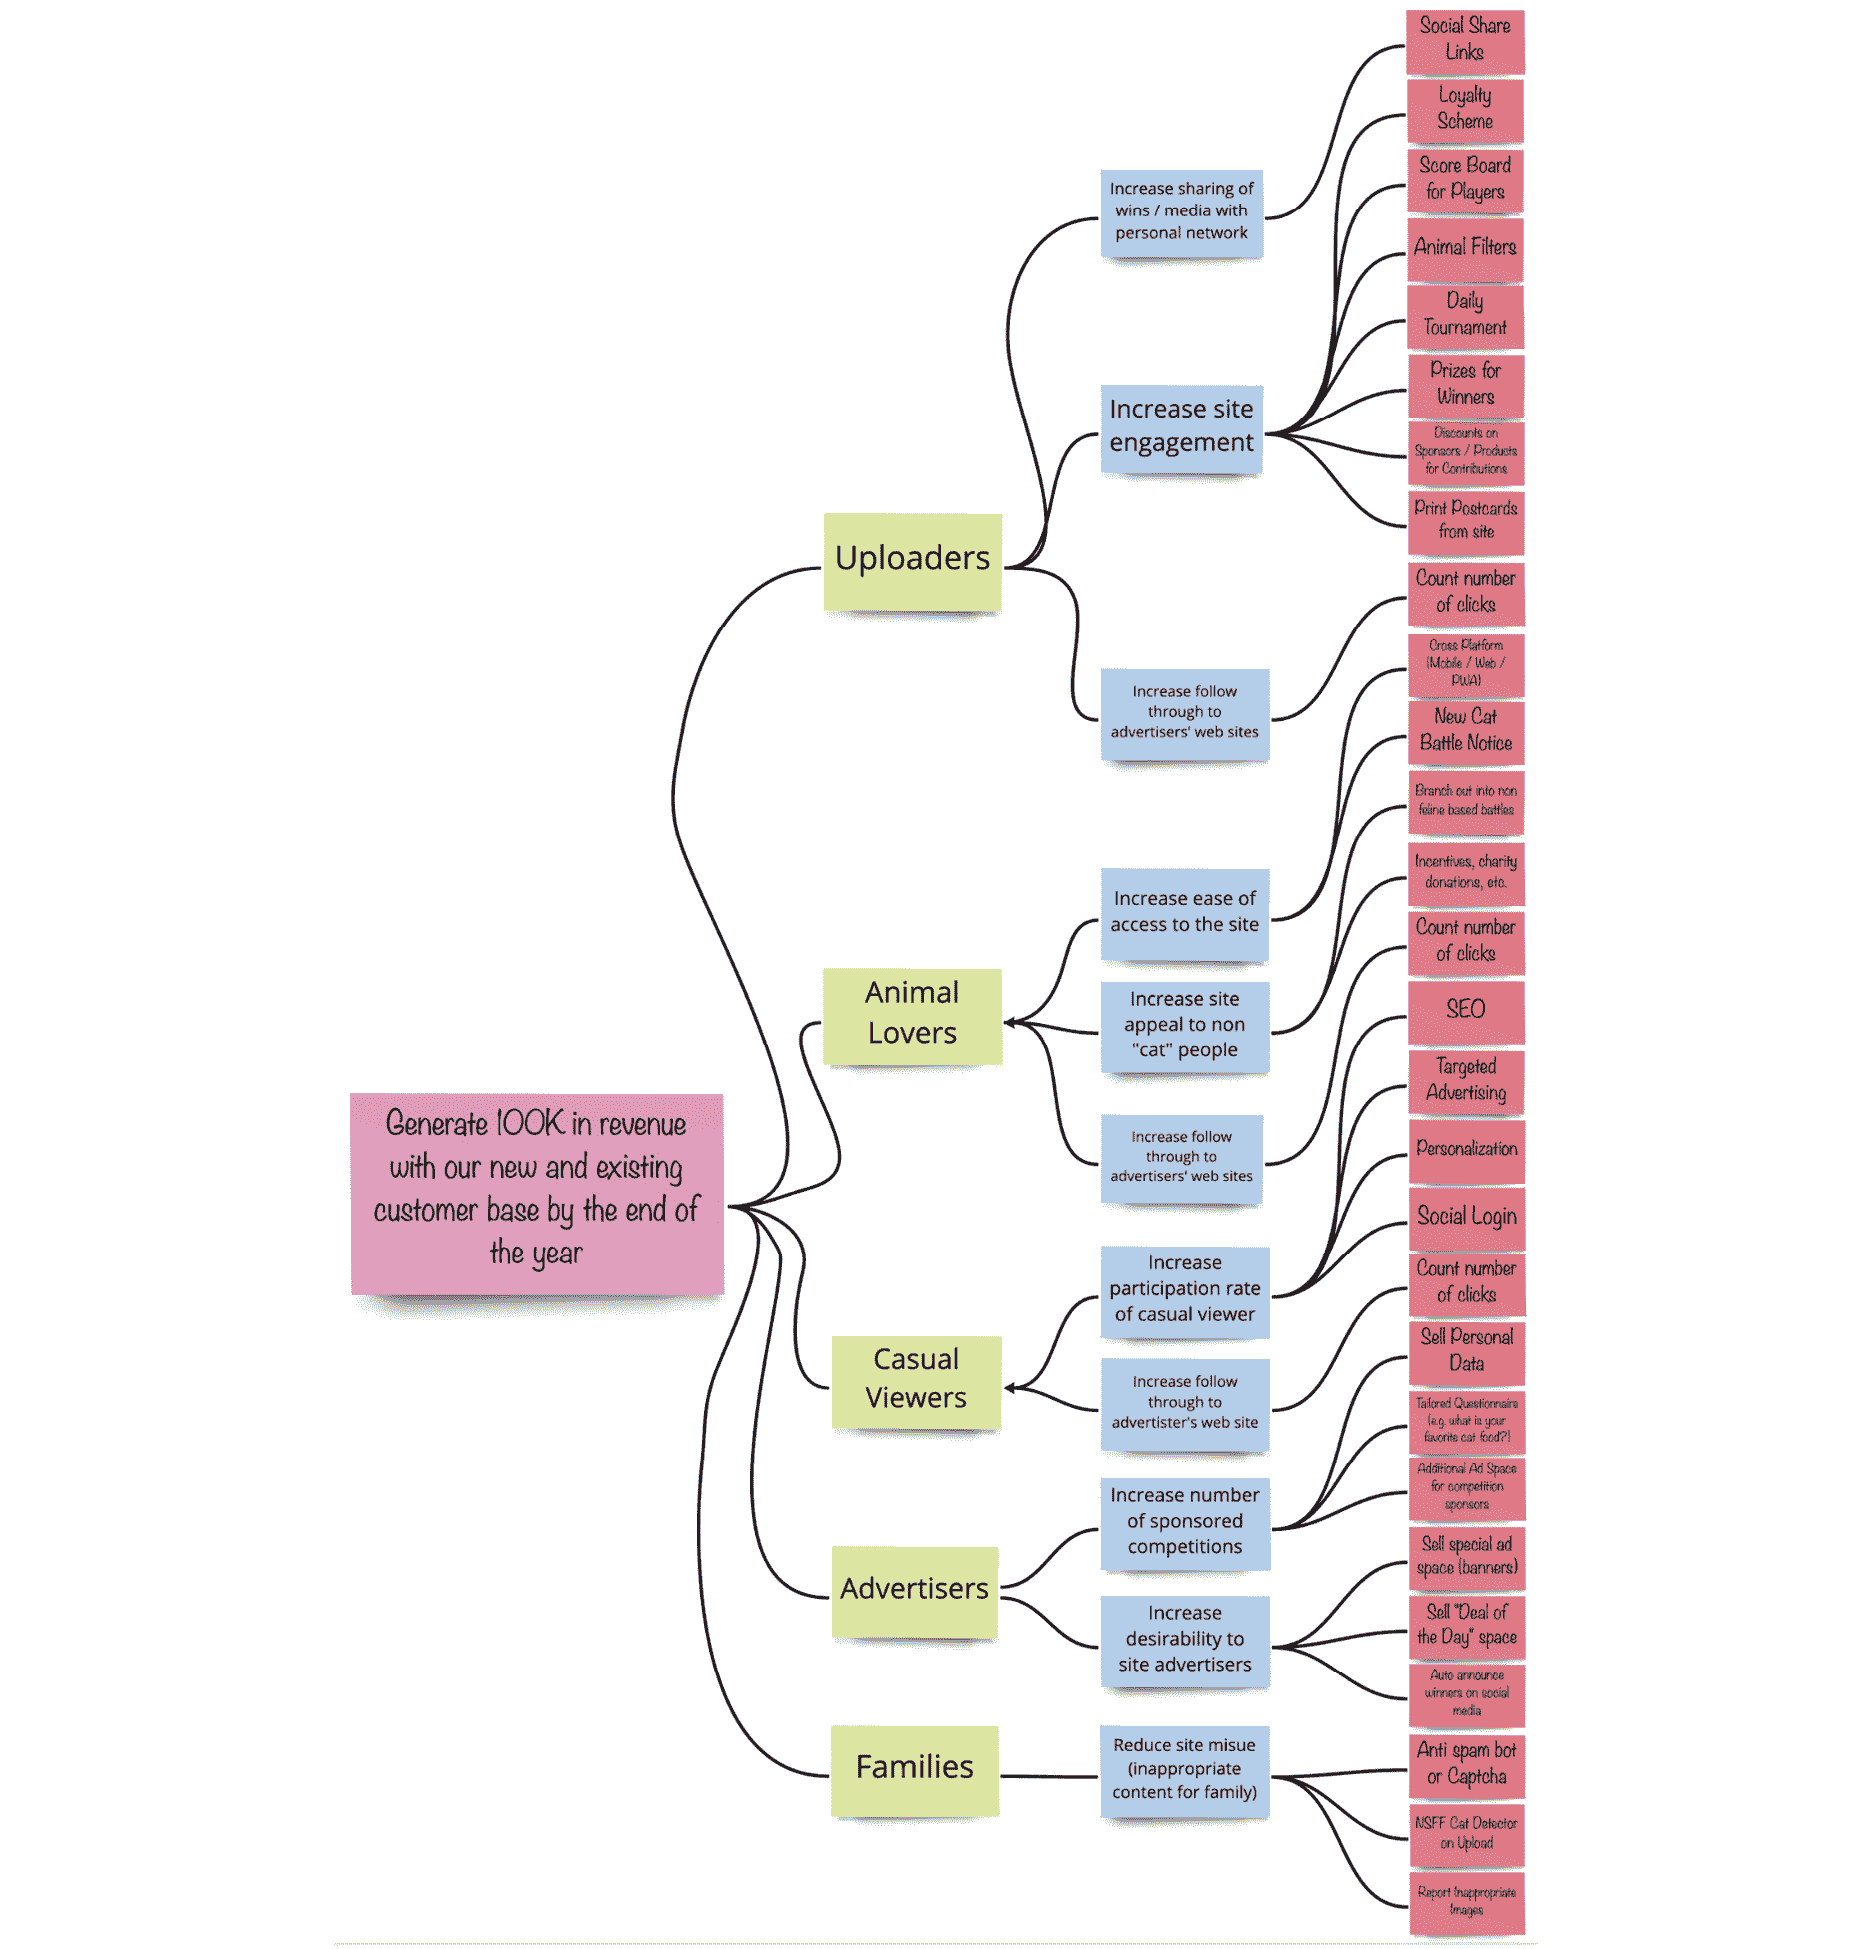 Generate 100K in revenue
with our new and existing
customer base by the end of
the year
Uploaders
Animal
Lovers
Casual
Viewers
Advertisers
Families
Increase sharing of
wins / media with
personal network
Increase site
engagement
Increase follow
through to
advertisers' web sites
Increase ease of
access to the site
Increase site
appeal to non
"cat" people
Increase follow
through to
advertisers' web sites
Increase
participation rate
of casual viewer
Increase follow
through to
advertister's web site
Increase number
of sponsored
competitions
Increase
desirability to
site advertisers
Reduce site misue
(inappropriate
content for family)
Social Share
Links
Loyalty
Scheme
Score Board
for Players
Animal Filters
Daily
Tournament
Prizes for
Winners
Discounts on
Sponsors / Products
for Contributions
Print Postcards
from site
Count number
of clicks
Cross Platform
(Mobile / Web /
PWA)
New Cat
Battle Notice
Branch out into non
feline based battles
Incentives, charity
donations, etc.
Count number
of clicks
SEO
Targeted
Advertising
Personalization
Social Login
Count number
of clicks
Sell Personal
Data
Tailored Questionnaire
(e.g. what is your
favorite cat food?)
Additional Ad Space
for competition
sponsors
Sell special ad
space (banners)
Sell "Deal of
the Day" space
Auto announce
winners on social
media
Anti spam bot
or Captcha
NSFF Cat Detector
on Upload
Report Inappropriate
Images